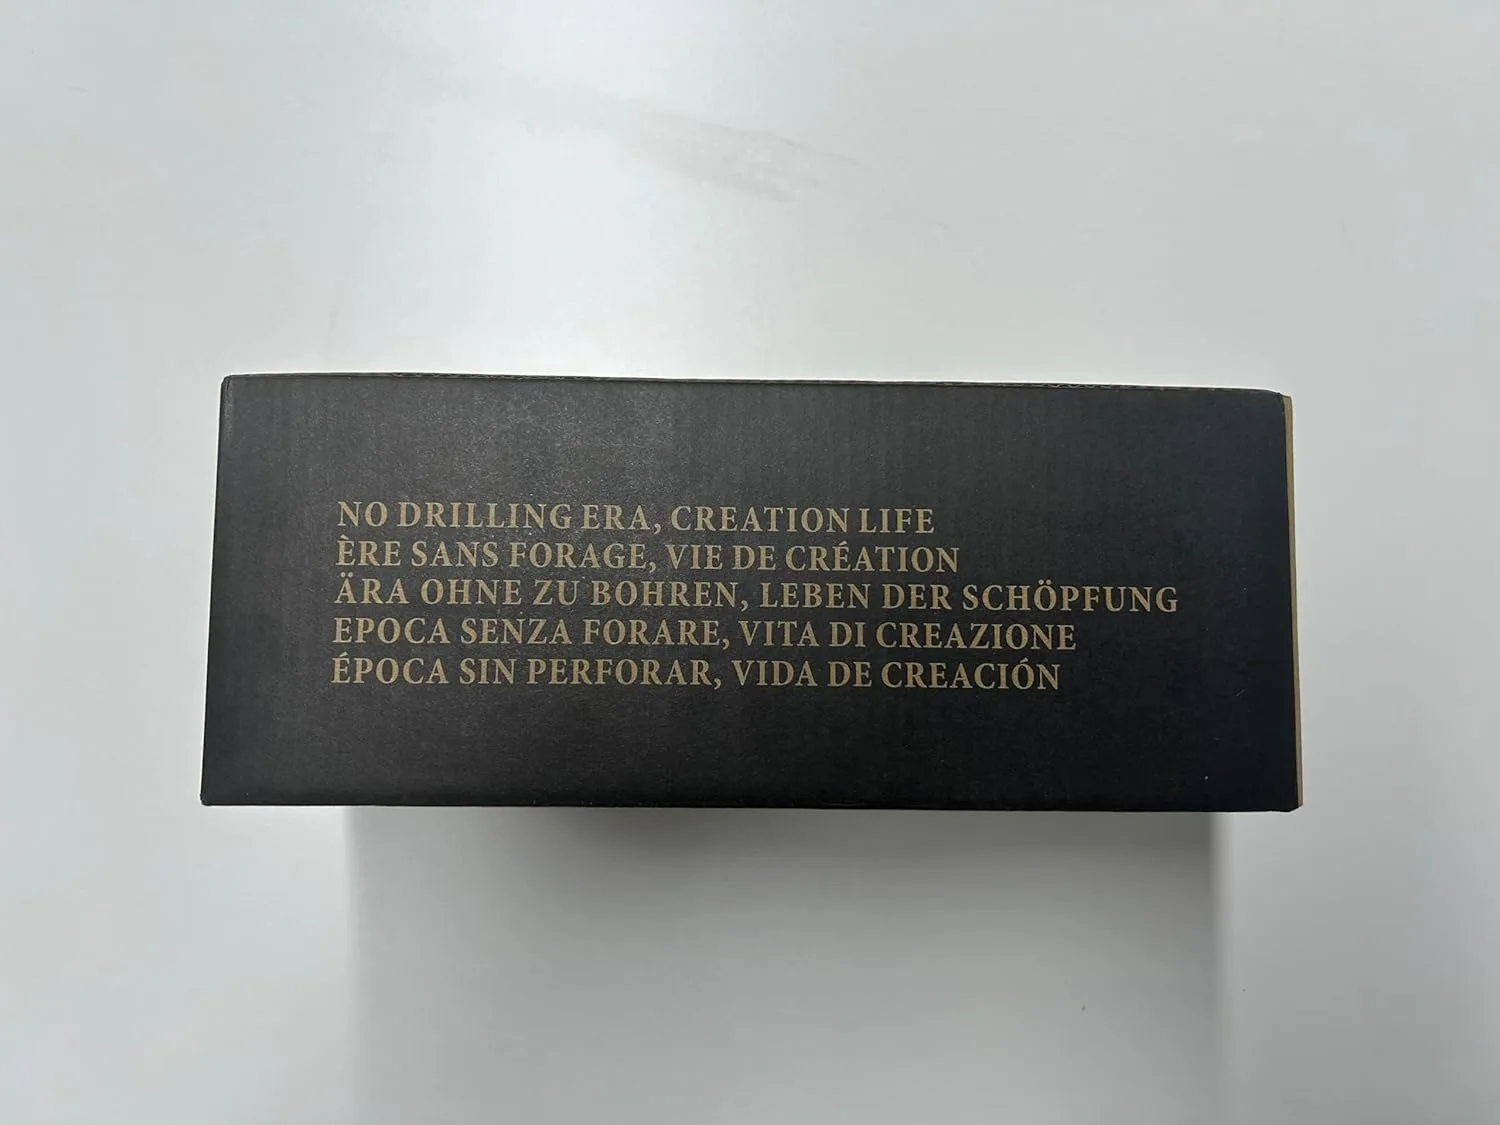 NO DRILLING ERA, CREATION LIFE
ÈRE SANS FORAGE, VIE DE CRÉATION
ÄRA OHNE ZU BOHREN, LEBEN DER SCHÖPFUNG
EPOCA SENZA FORARE, VITA DI CREAZIONE
ÉPOCA SIN PERFORAR, VIDA DE CREACIÓN